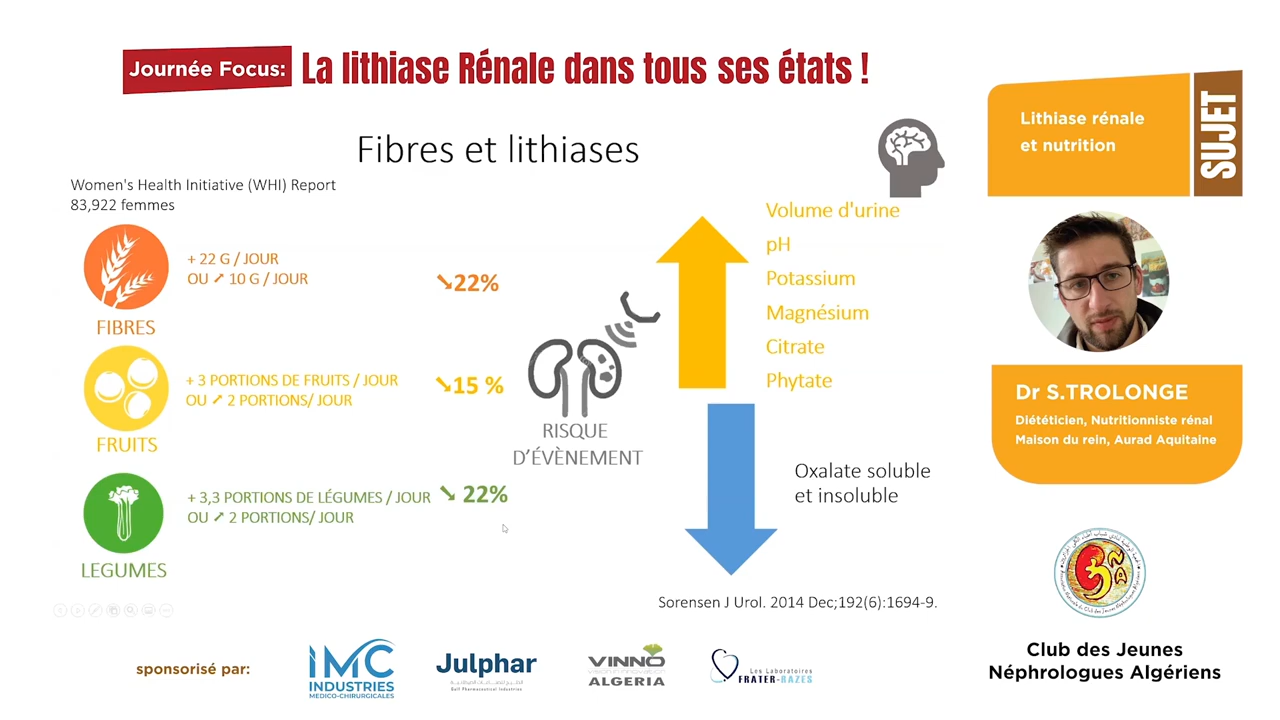 Journée Focus: La lithiase Rénale dans tous ses états !
Fibres et lithiases
Women's Health Initiative (WHI) Report
83,922 femmes
+ 22 G / JOUR
OU ➚ 10 G / JOUR
➘22%
FIBRES
+ 3 PORTIONS DE FRUITS / JOUR
OU ➚ 2 PORTIONS/ JOUR
➘15 %
FRUITS
+ 3,3 PORTIONS DE LÉGUMES / JOUR
OU ➚ 2 PORTIONS/ JOUR
➘ 22%
LEGUMES
RISQUE
D'ÉVÈNEMENT
Volume d'urine
pH
Potassium
Magnésium
Citrate
Phytate
Oxalate soluble
et insoluble
Sorensen J Urol. 2014 Dec;192(6):1694-9.
Lithiase rénale
et nutrition
SUJET
Dr S.TROLONGE
Diététicien, Nutritionniste rénal
Maison du rein, Aurad Aquitaine
Club des Jeunes
Néphrologues Algériens
sponsorisé par:
IMC
INDUSTRIES
MEDICO-CHIRURGICALES
Julphar
Gulf Pharmaceutical Industries
VINNO
ALGERIA
Les Laboratoires
FRATER-RAZES